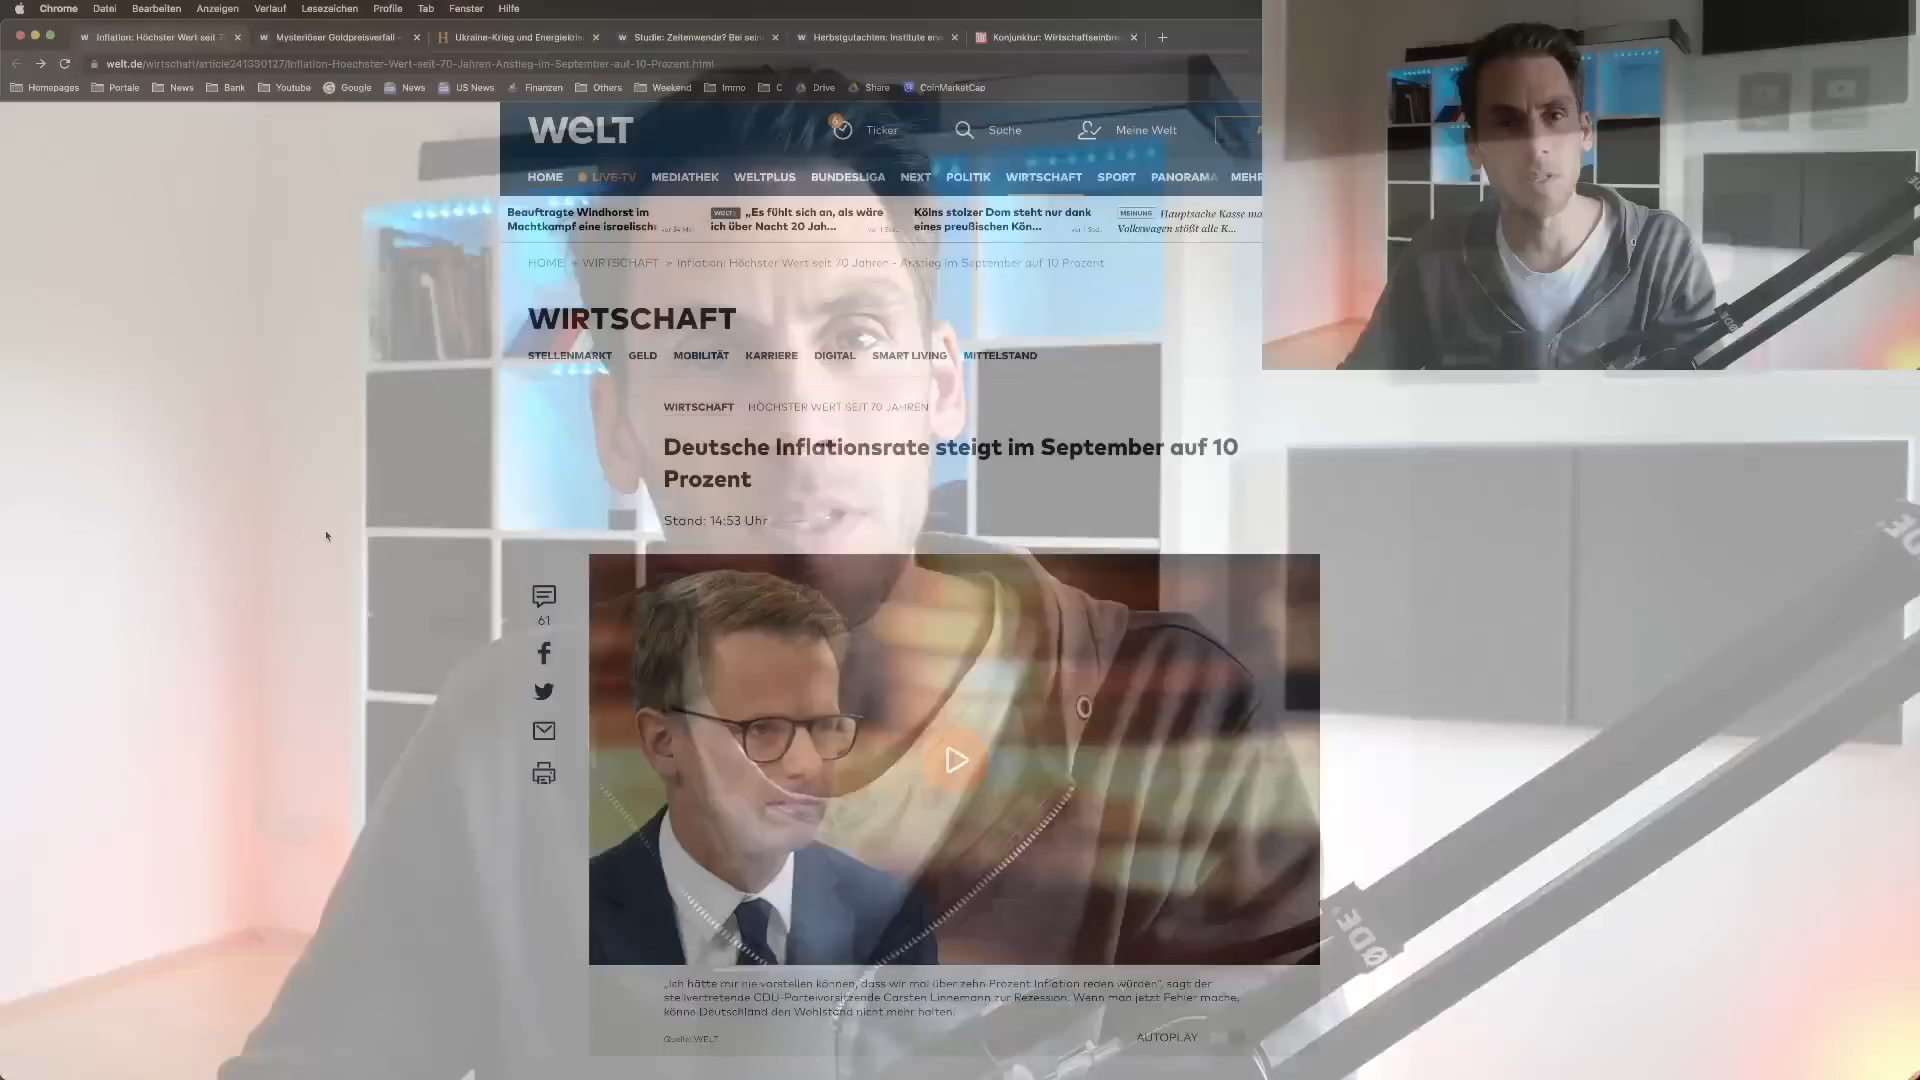 Chrome Datei Bearbeiten Anzeigen Verlauf Lesezeichen Profile Tab Fenster Hilfe
Inflation: Höchster Wert seit 7
Mysteriöser Goldpreisverfall –
Ukraine-Krieg und Energiekris
Studie: Zeitenwende? Bei sein
Herbstgutachten: Institute erw
Konjunktur: Wirtschaftseinbru
welt.de/wirtschaft/article241330127/Inflation-Hoechster-Wert-seit-70-Jahren-Anstieg-im-September-auf-10-Prozent.html
Homepages Portale News Bank Youtube Google News US News Finanzen Others Weekend Immo C Drive Share CoinMarketCap
WELT
6
Ticker Suche Meine Welt
HOME LIVE-TV MEDIATHEK WELTPLUS BUNDESLIGA NEXT POLITIK WIRTSCHAFT SPORT PANORAMA MEHR
Beauftragte Windhorst im
Machtkampf eine israelisch
WELT+ „Es fühlt sich an, als wäre
ich über Nacht 20 Jah...
Kölns stolzer Dom steht nur dank
eines preußischen Kön...
MEINUNG Hauptsache Kasse ma
Volkswagen stößt alle K...
HOME » WIRTSCHAFT » Inflation: Höchster Wert seit 70 Jahren - Anstieg im September auf 10 Prozent
WIRTSCHAFT
STELLENMARKT GELD MOBILITÄT KARRIERE DIGITAL SMART LIVING MITTELSTAND
WIRTSCHAFT HÖCHSTER WERT SEIT 70 JAHREN
Deutsche Inflationsrate steigt im September auf 10
Prozent
Stand: 14:53 Uhr
61
„Ich hätte mir nie vorstellen können, dass wir mal über zehn Prozent Inflation reden würden“, sagt der
stellvertretende CDU-Parteivorsitzende Carsten Linnemann zur Rezession. Wenn man jetzt Fehler mache,
könne Deutschland den Wohlstand nicht mehr halten.
Quelle: WELT
AUTOPLAY